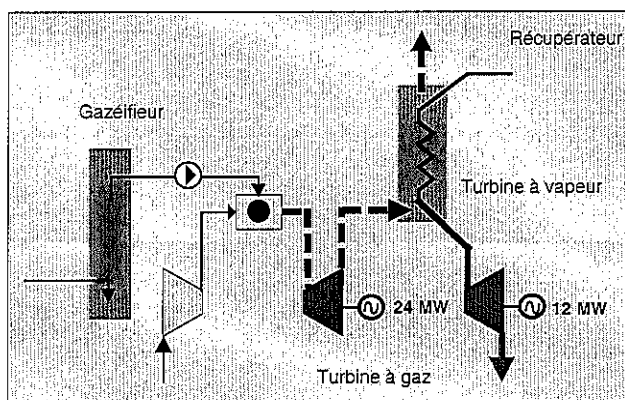 Récupérateur
Gazéifieur
Turbine à vapeur
24 MW
12 MW
Turbine à gaz